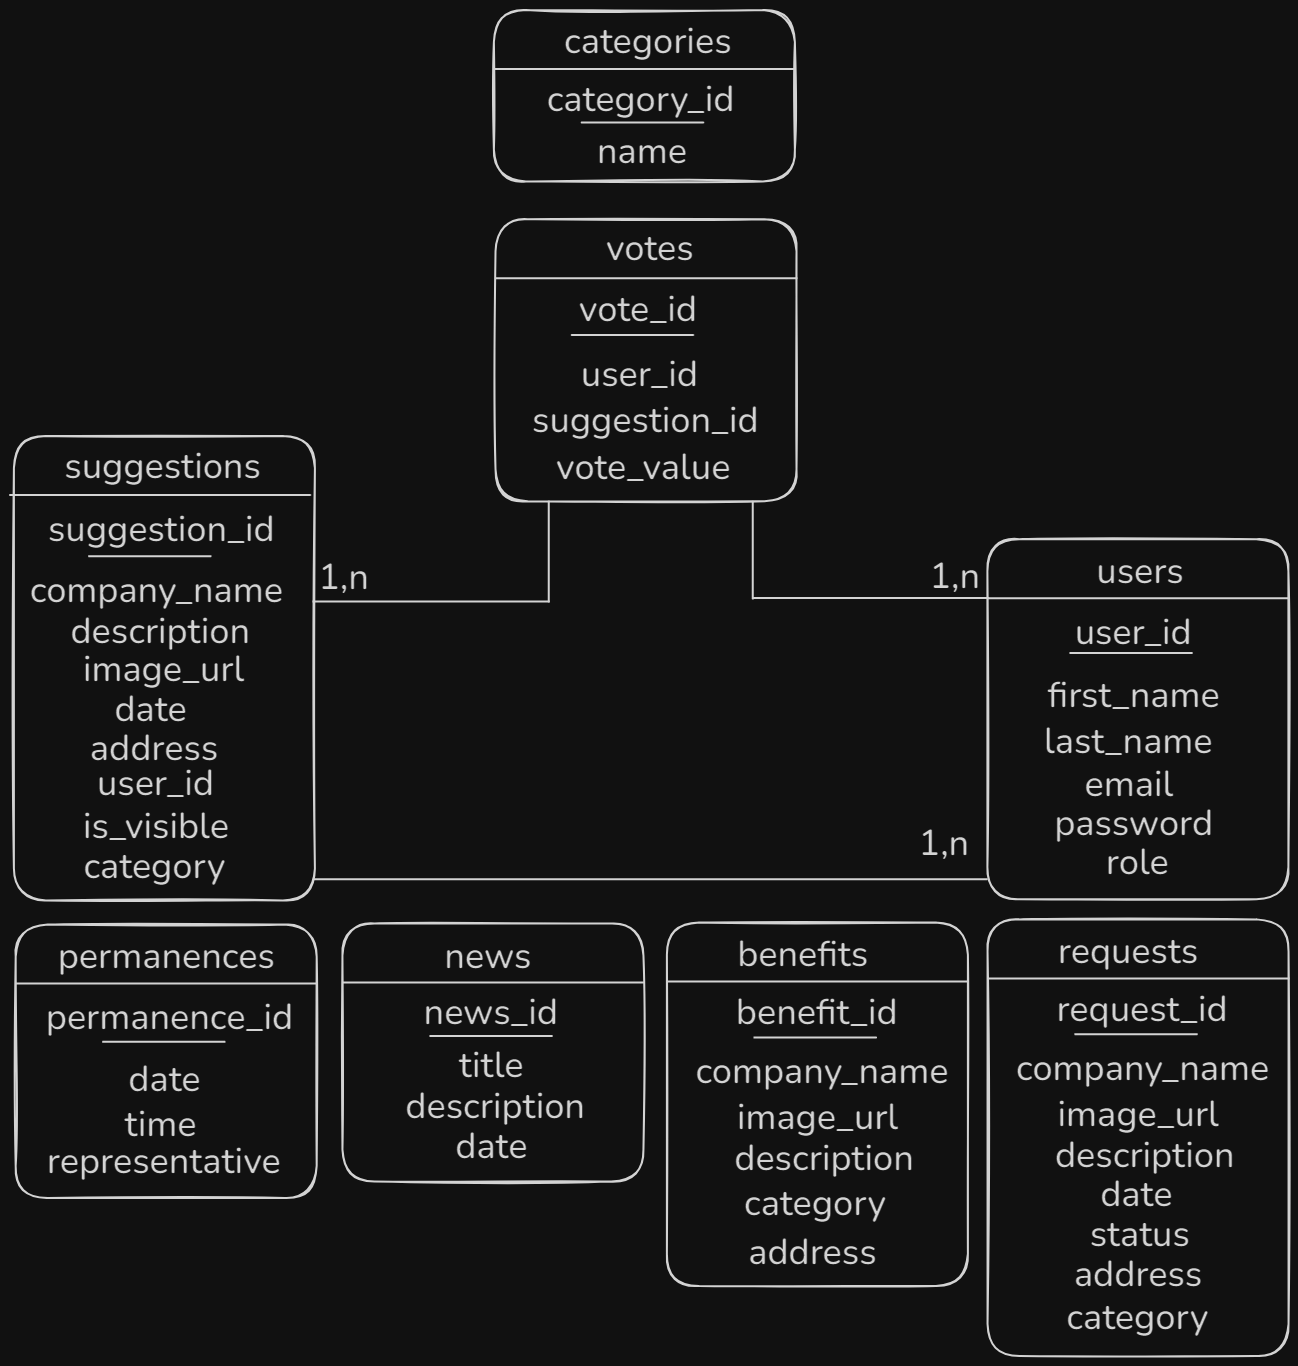 categories
category_id
name
votes
vote_id
user_id
suggestion_id
vote_value
suggestions
suggestion_id
company_name
description
image_url
date
address
user_id
is_visible
category
1,n
1,n
users
user_id
first_name
last_name
email
password
role
1,n
permanences
permanence_id
date
time
representative
news
news_id
title
description
date
benefits
benefit_id
company_name
image_url
description
category
address
requests
request_id
company_name
image_url
description
date
status
address
category